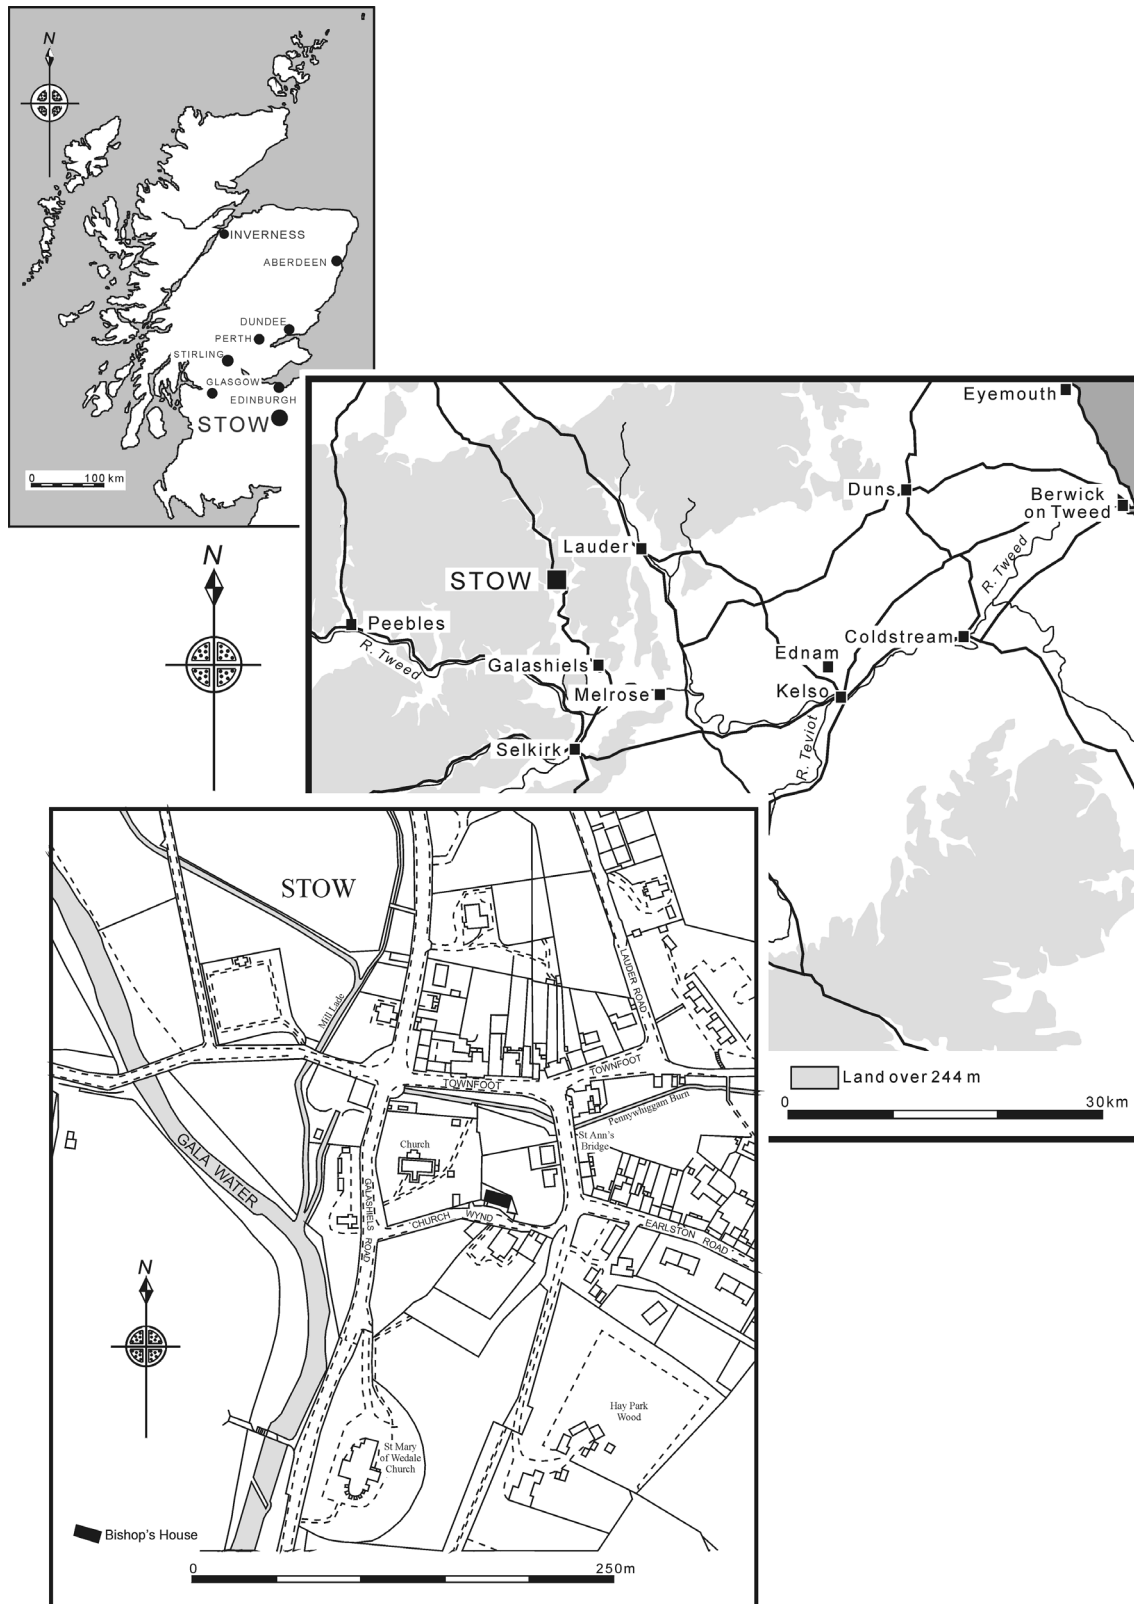 N
INVERNESS
ABERDEEN
DUNDEE
PERTH
STIRLING
GLASGOW
EDINBURGH
STOW
0 100 km
N
Eyemouth
Duns
Berwick
on Tweed
Lauder
STOW
R. Tweed
Peebles
R. Tweed
Coldstream
Ednam
Galashiels
Melrose
Kelso
Selkirk
R. Teviot
Land over 244 m
0 30km
STOW
LAUDER ROAD
Mill Lade
TOWNFOOT
TOWNFOOT
Pennywhiggam Burn
St Ann's
Bridge
Church
GALA WATER
GALASHIELS ROAD
CHURCH WYND
EARLSTON ROAD
N
Hay Park
Wood
St Mary
of Wedale
Church
Bishop's House
0 250m